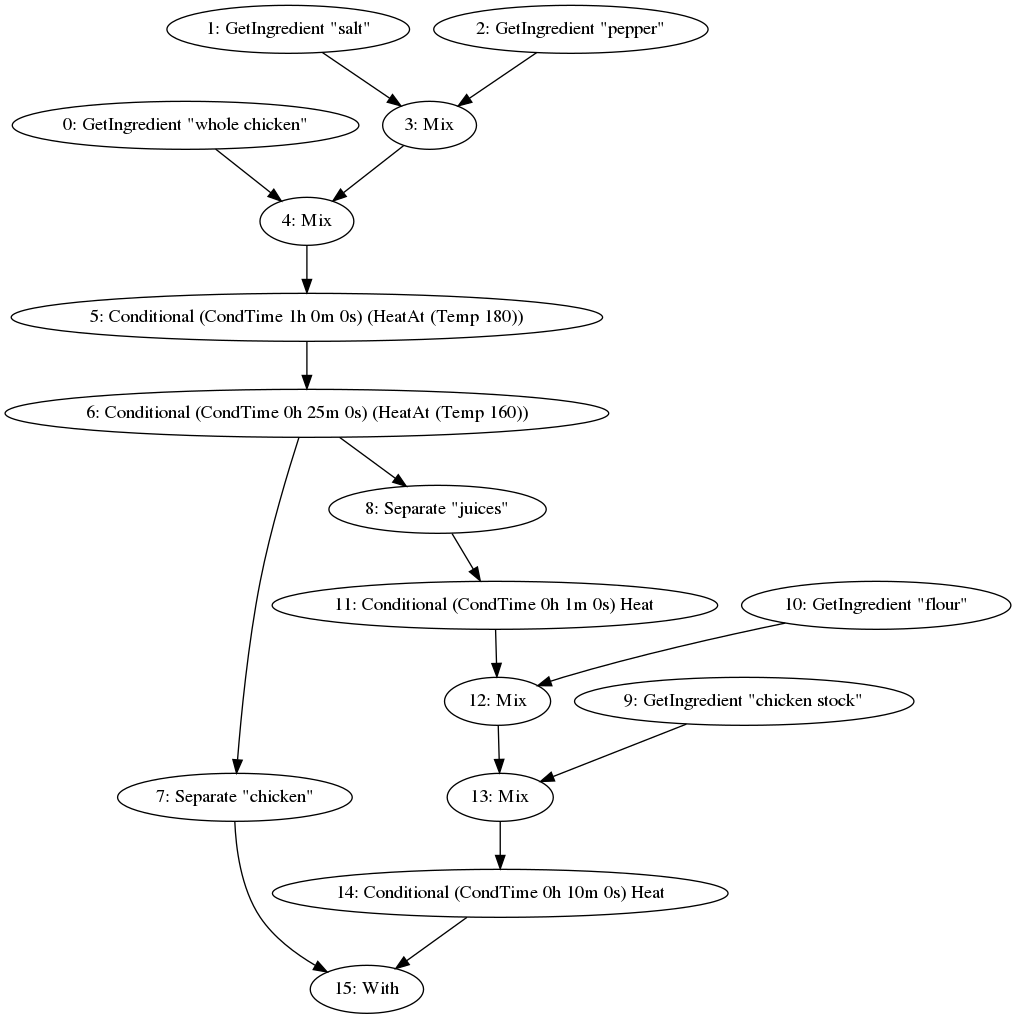 1: GetIngredient "salt"
2: GetIngredient "pepper"
0: GetIngredient "whole chicken"
3: Mix
4: Mix
5: Conditional (CondTime 1h 0m 0s) (HeatAt (Temp 180))
6: Conditional (CondTime 0h 25m 0s) (HeatAt (Temp 160))
8: Separate "juices"
11: Conditional (CondTime 0h 1m 0s) Heat
10: GetIngredient "flour"
12: Mix
9: GetIngredient "chicken stock"
7: Separate "chicken"
13: Mix
14: Conditional (CondTime 0h 10m 0s) Heat
15: With